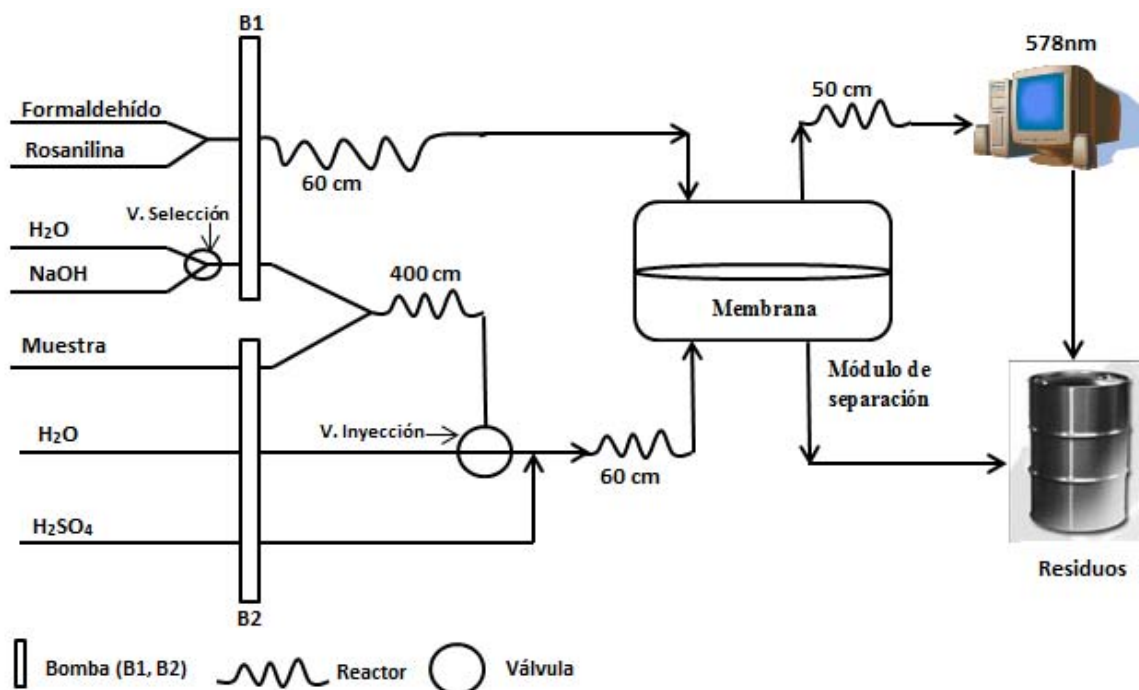 B1
578nm
50 cm
Formaldehído
Rosanilina
60 cm
V. Selección
H₂O
NaOH
400 cm
Membrana
Muestra
Módulo de
separación
V. Inyección
H₂O
60 cm
H₂SO₄
Residuos
B2
Bomba (B1, B2)
Reactor
Válvula